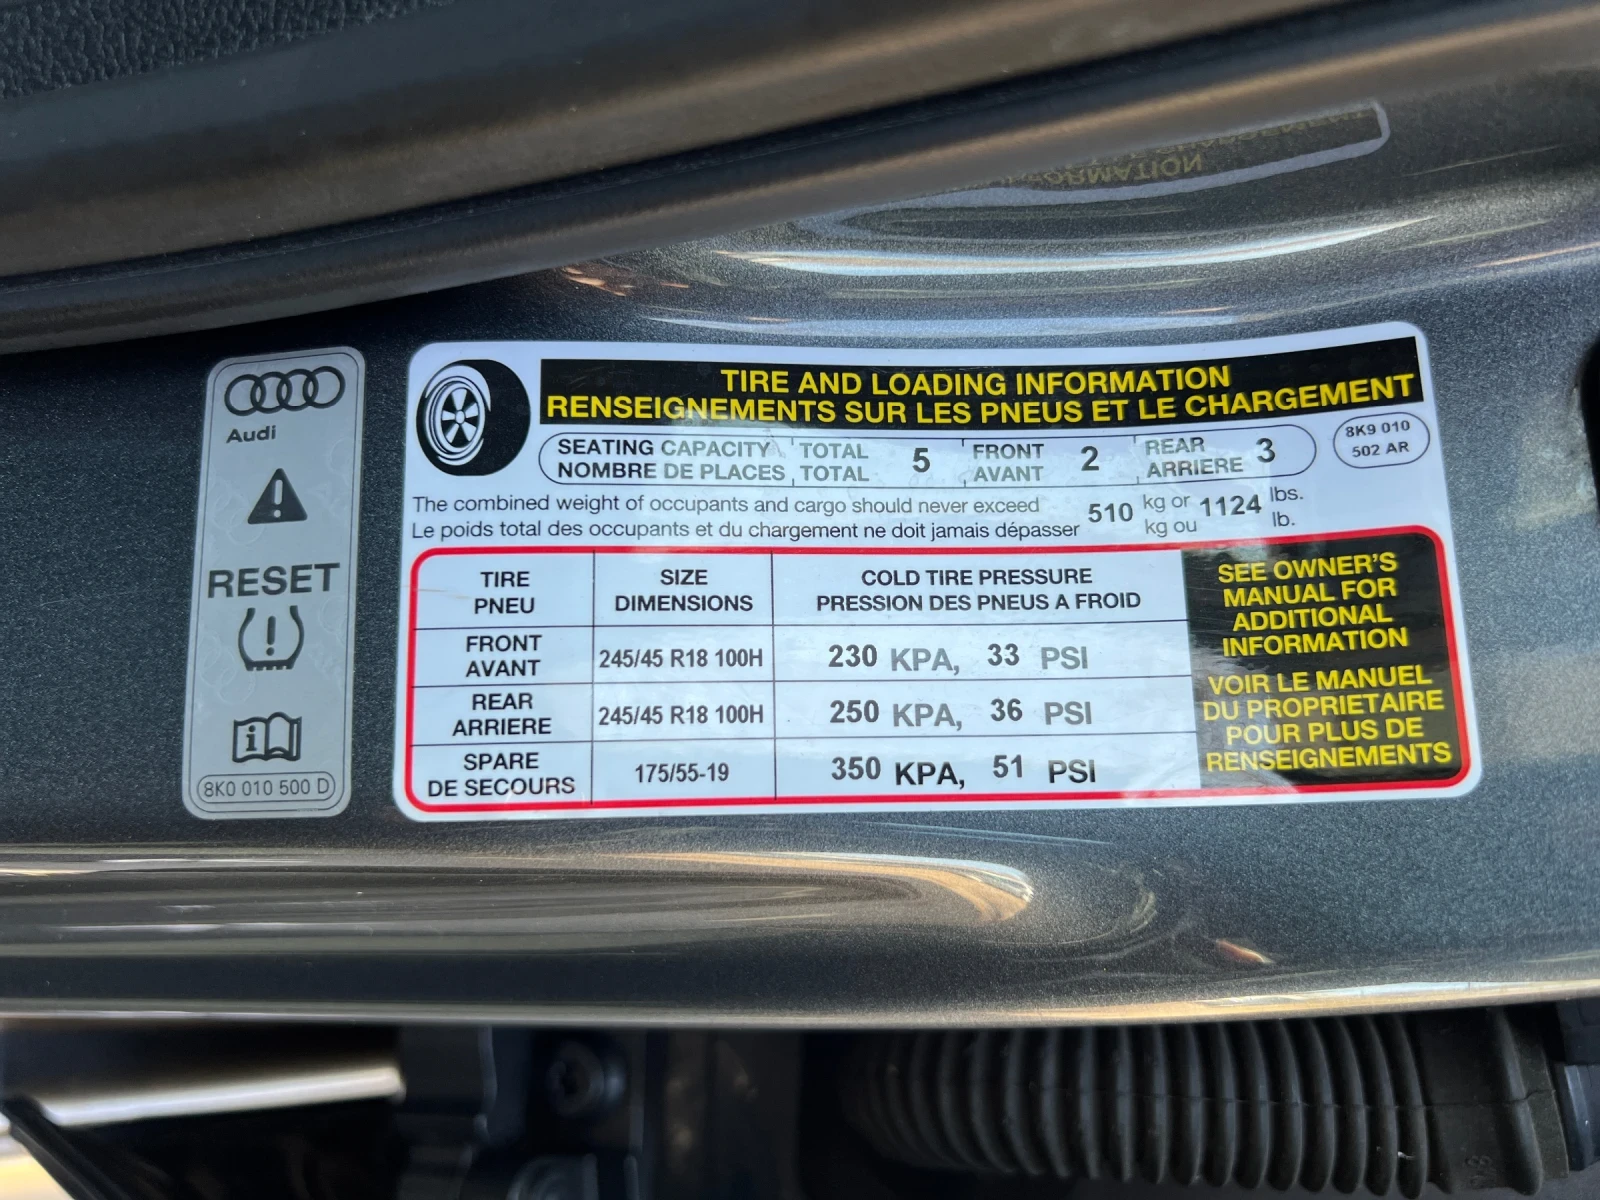 INFORMATION
Audi
RESET
8K0 010 500 D
TIRE AND LOADING INFORMATION
RENSEIGNEMENTS SUR LES PNEUS ET LE CHARGEMENT
8K9 010
502 AR
SEATING CAPACITY TOTAL 5 FRONT 2 REAR 3
NOMBRE DE PLACES TOTAL AVANT ARRIERE
The combined weight of occupants and cargo should never exceed 510 kg or 1124 lbs.
Le poids total des occupants et du chargement ne doit jamais dépasser kg ou lb.
TIRE SIZE COLD TIRE PRESSURE
PNEU DIMENSIONS PRESSION DES PNEUS A FROID
FRONT
AVANT
245/45 R18 100H 230 KPA, 33 PSI
REAR
ARRIERE
245/45 R18 100H 250 KPA, 36 PSI
SPARE
DE SECOURS
175/55-19 350 KPA, 51 PSI
SEE OWNER'S
MANUAL FOR
ADDITIONAL
INFORMATION
VOIR LE MANUEL
DU PROPRIETAIRE
POUR PLUS DE
RENSEIGNEMENTS